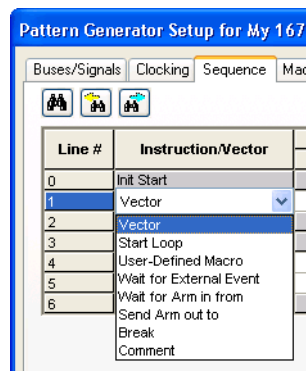 Pattern Generator Setup for My 167
Buses/Signals Clocking Sequence Mac
Line # Instruction/Vector
0 Init Start
1 Vector
2 Vector
3 Start Loop
4 User-Defined Macro
5 Wait for External Event
6 Wait for Arm in from
Send Arm out to
Break
Comment